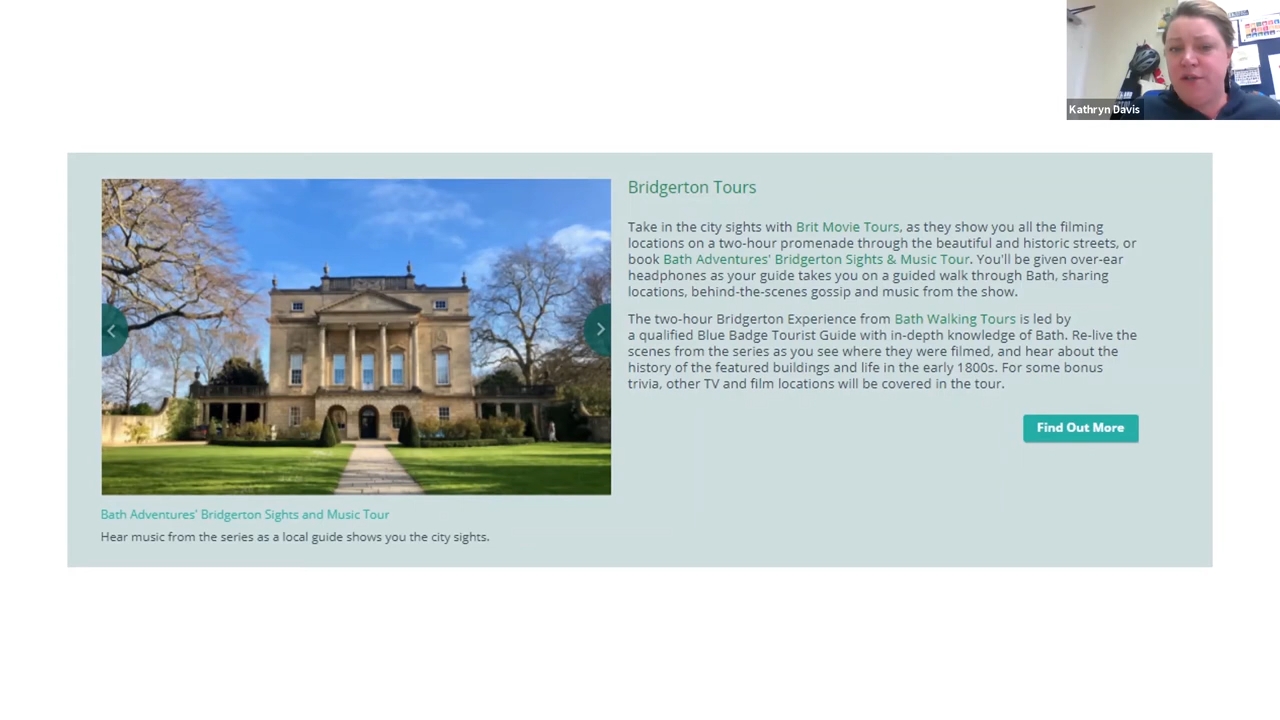 Kathryn Davis
Bridgerton Tours
Take in the city sights with Brit Movie Tours, as they show you all the filming
locations on a two-hour promenade through the beautiful and historic streets, or
book Bath Adventures' Bridgerton Sights & Music Tour. You'll be given over-ear
headphones as your guide takes you on a guided walk through Bath, sharing
locations, behind-the-scenes gossip and music from the show.
The two-hour Bridgerton Experience from Bath Walking Tours is led by
a qualified Blue Badge Tourist Guide with in-depth knowledge of Bath. Re-live the
scenes from the series as you see where they were filmed, and hear about the
history of the featured buildings and life in the early 1800s. For some bonus
trivia, other TV and film locations will be covered in the tour.
Find Out More
Bath Adventures' Bridgerton Sights and Music Tour
Hear music from the series as a local guide shows you the city sights.